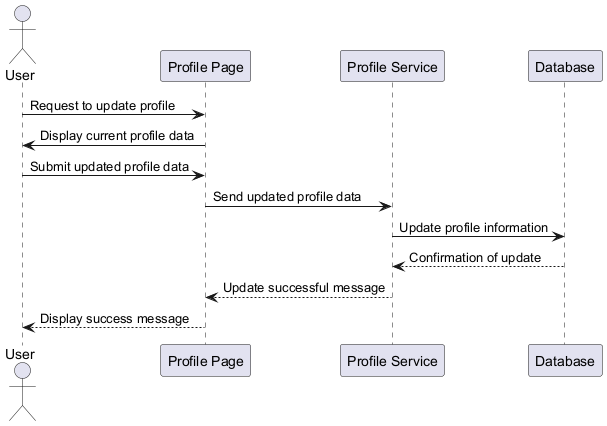 User
Profile Page
Profile Service
Database
Request to update profile
Display current profile data
Submit updated profile data
Send updated profile data
Update profile information
Confirmation of update
Update successful message
Display success message
User
Profile Page
Profile Service
Database